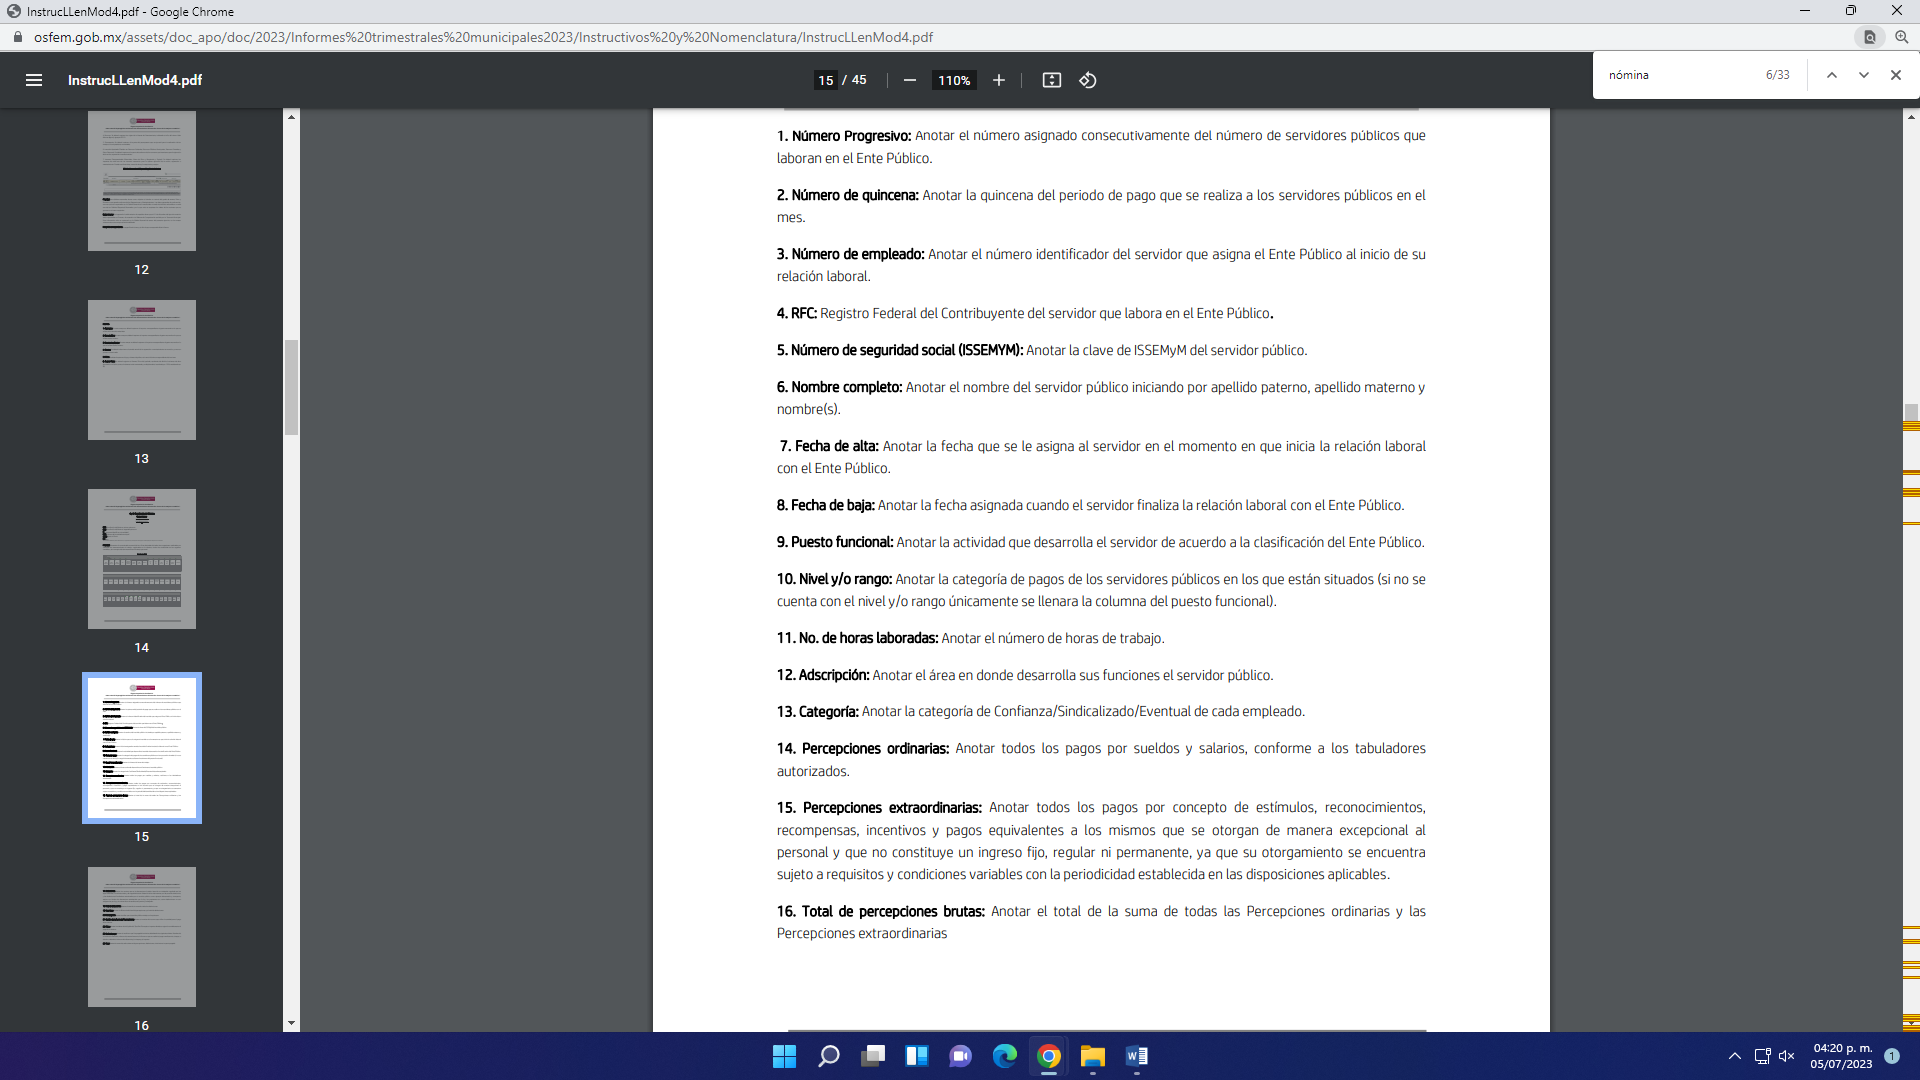 InstrucLLenMod4.pdf - Google Chrome
osfem.gob.mx/assets/doc_apo/doc/2023/Informes%20trimestrales%20municipales2023/Instructivos%20y%20Nomenclatura/InstrucLLenMod4.pdf
InstrucLLenMod4.pdf
15 / 45
110%
nómina 6/33
12
13
14
15
16
1. Número Progresivo: Anotar el número asignado consecutivamente del número de servidores públicos que
laboran en el Ente Público.
2. Número de quincena: Anotar la quincena del periodo de pago que se realiza a los servidores públicos en el
mes.
3. Número de empleado: Anotar el número identificador del servidor que asigna el Ente Público al inicio de su
relación laboral.
4. RFC: Registro Federal del Contribuyente del servidor que labora en el Ente Público.
5. Número de seguridad social (ISSEMYM): Anotar la clave de ISSEMyM del servidor público.
6. Nombre completo: Anotar el nombre del servidor público iniciando por apellido paterno, apellido materno y
nombre(s).
7. Fecha de alta: Anotar la fecha que se le asigna al servidor en el momento en que inicia la relación laboral
con el Ente Público.
8. Fecha de baja: Anotar la fecha asignada cuando el servidor finaliza la relación laboral con el Ente Público.
9. Puesto funcional: Anotar la actividad que desarrolla el servidor de acuerdo a la clasificación del Ente Público.
10. Nivel y/o rango: Anotar la categoría de pagos de los servidores públicos en los que están situados (si no se
cuenta con el nivel y/o rango únicamente se llenara la columna del puesto funcional).
11. No. de horas laboradas: Anotar el número de horas de trabajo.
12. Adscripción: Anotar el área en donde desarrolla sus funciones el servidor público.
13. Categoría: Anotar la categoría de Confianza/Sindicalizado/Eventual de cada empleado.
14. Percepciones ordinarias: Anotar todos los pagos por sueldos y salarios, conforme a los tabuladores
autorizados.
15. Percepciones extraordinarias: Anotar todos los pagos por concepto de estímulos, reconocimientos,
recompensas, incentivos y pagos equivalentes a los mismos que se otorgan de manera excepcional al
personal y que no constituye un ingreso fijo, regular ni permanente, ya que su otorgamiento se encuentra
sujeto a requisitos y condiciones variables con la periodicidad establecida en las disposiciones aplicables.
16. Total de percepciones brutas: Anotar el total de la suma de todas las Percepciones ordinarias y las
Percepciones extraordinarias
04:20 p. m.
05/07/2023
1